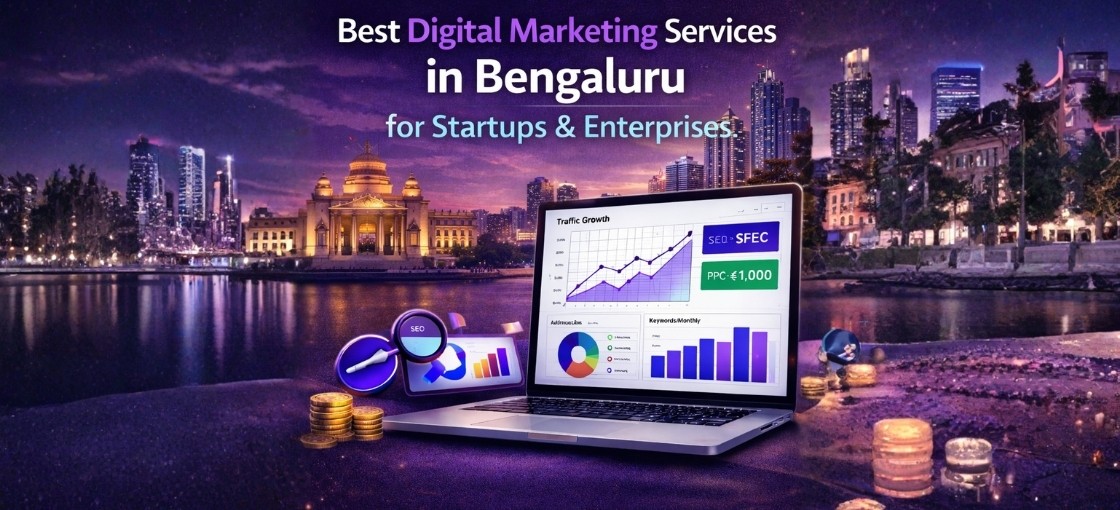 Best Digital Marketing Services
in Bengaluru
for Startups & Enterprises.
Traffic Growth
SEO - SFEC
PPC - €1,000
Keywords/Monthly
SEO